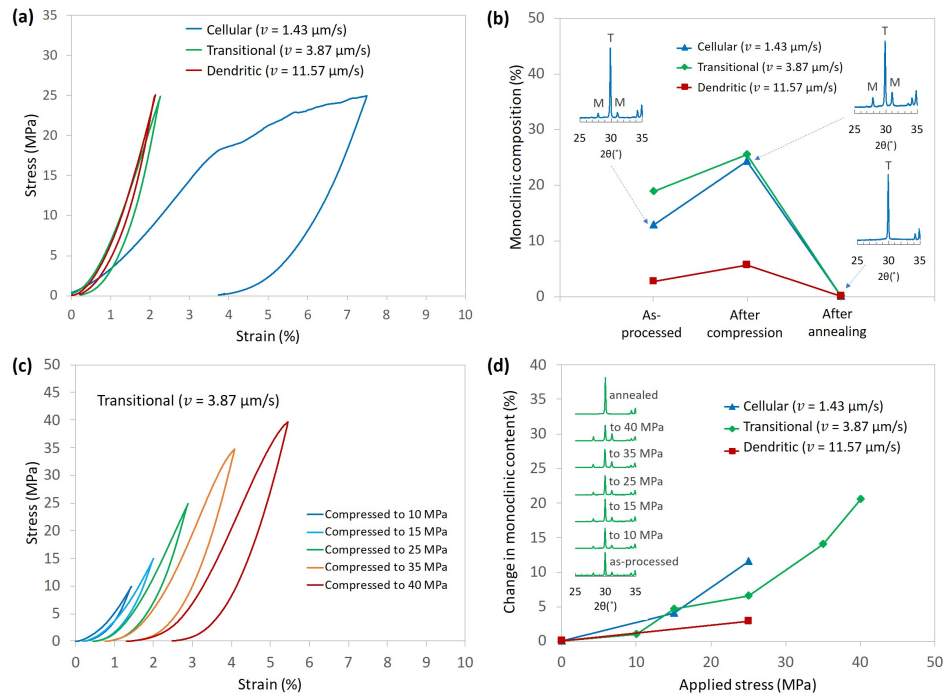 (a)
35
30
25
20
15
10
5
0
Stress (MPa)
0 1 2 3 4 5 6 7 8 9 10
Strain (%)
Cellular (v = 1.43 µm/s)
Transitional (v = 3.87 µm/s)
Dendritic (v = 11.57 µm/s)
(b)
50
40
30
20
10
0
Monoclinic composition (%)
As-processed
After compression
After annealing
Cellular (v = 1.43 µm/s)
Transitional (v = 3.87 µm/s)
Dendritic (v = 11.57 µm/s)
T
M M
25 30 35
2θ(˚)
T
M M
25 30 35
2θ(˚)
T
25 30 35
2θ(˚)
(c)
Transitional (v = 3.87 µm/s)
50
45
40
35
30
25
20
15
10
5
0
Stress (MPa)
0 1 2 3 4 5 6 7 8 9 10
Strain (%)
Compressed to 10 MPa
Compressed to 15 MPa
Compressed to 25 MPa
Compressed to 35 MPa
Compressed to 40 MPa
(d)
40
35
30
25
20
15
10
5
0
Change in monoclinic content (%)
0 10 20 30 40 50
Applied stress (MPa)
annealed
to 40 MPa
to 35 MPa
to 25 MPa
to 15 MPa
to 10 MPa
as-processed
25 30 35
2θ(˚)
Cellular (v = 1.43 µm/s)
Transitional (v = 3.87 µm/s)
Dendritic (v = 11.57 µm/s)